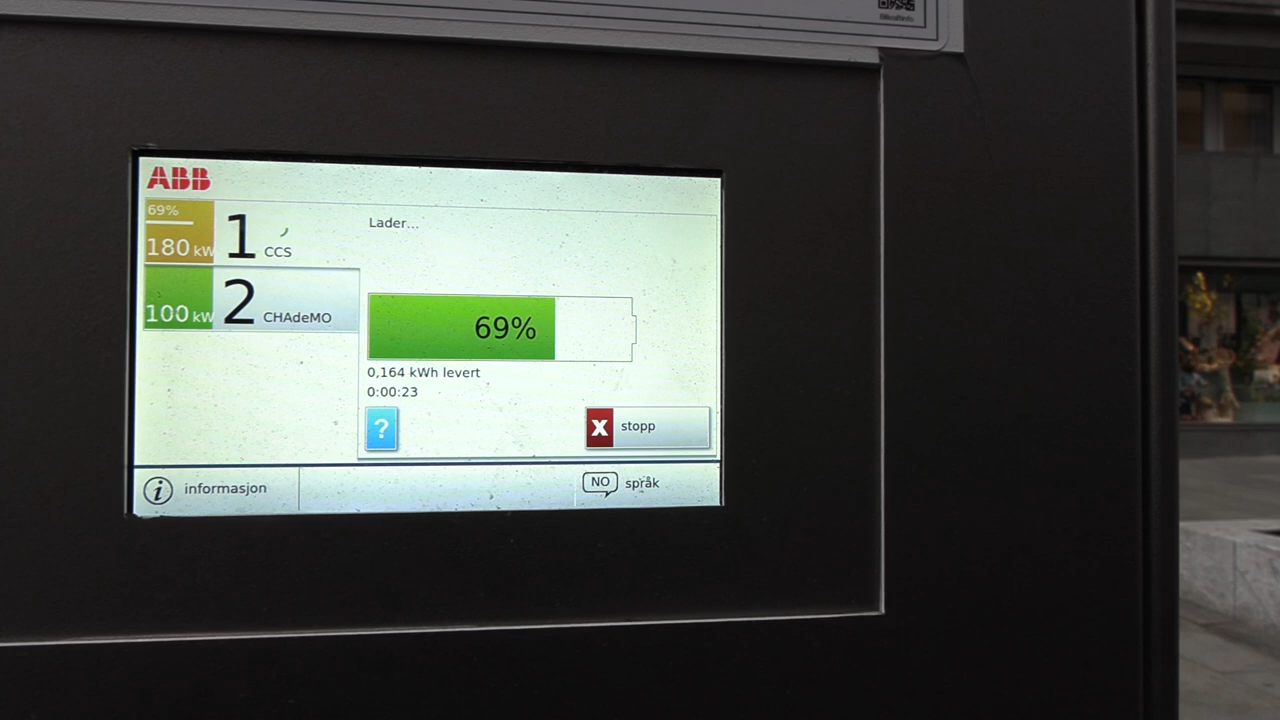 ABB
69%
180 kW
1 CCS
Lader...
100 kW
2 CHAdeMO
69%
0,164 kWh levert
0:00:23
?
X stopp
i informasjon
NO språk